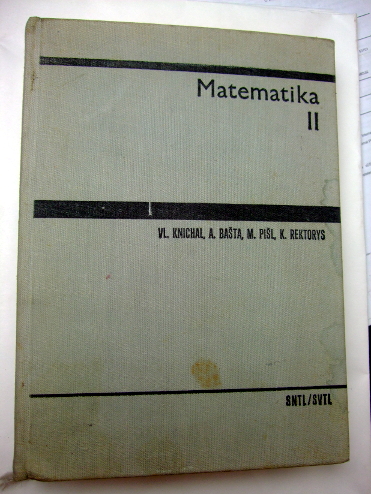 Matematika
II
VL. KNICHAL, A. BAŠTA, M. PIŠL, K. REKTORYS
SNTL/SVTL